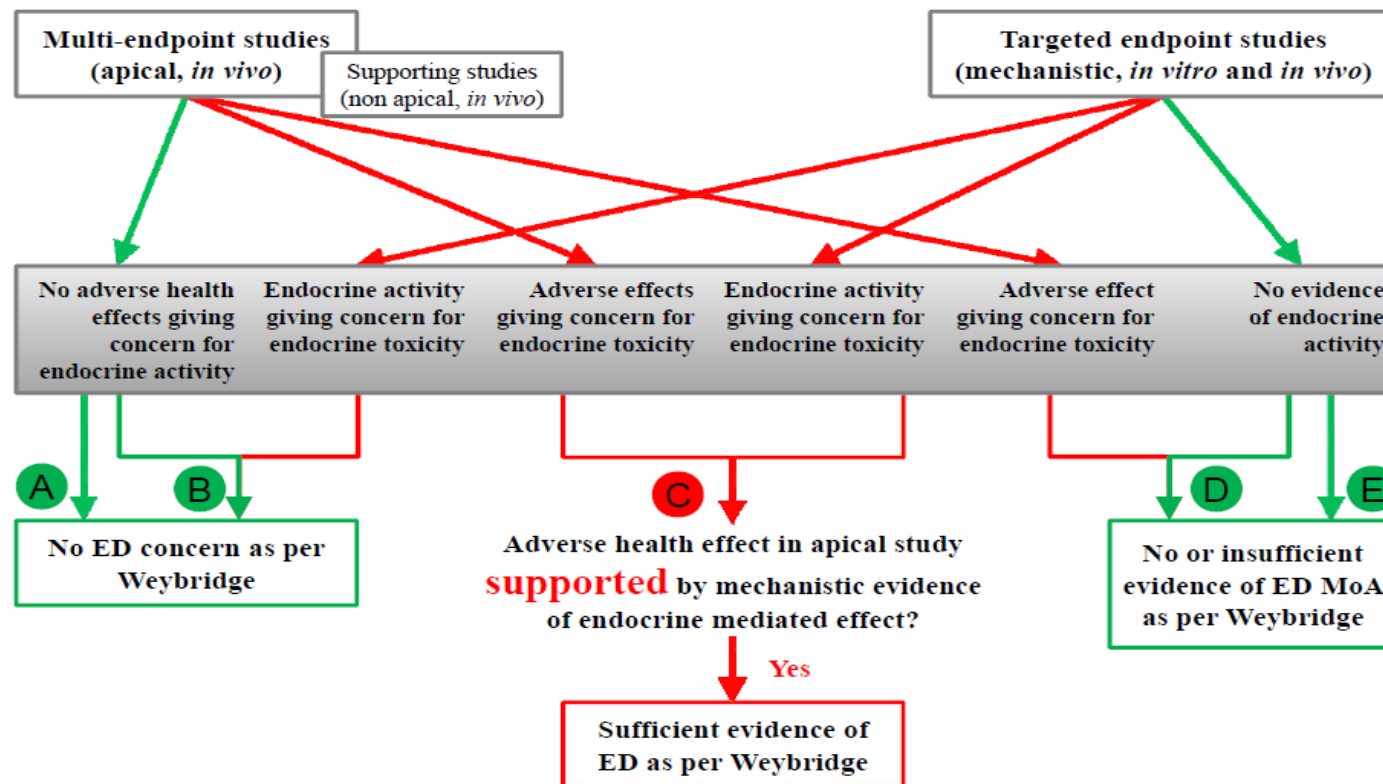 Multi-endpoint studies
(apical, in vivo)
Supporting studies
(non apical, in vivo)
Targeted endpoint studies
(mechanistic, in vitro and in vivo)
No adverse health
effects giving
concern for
endocrine activity
Endocrine activity
giving concern for
endocrine toxicity
Adverse effects
giving concern for
endocrine toxicity
Endocrine activity
giving concern for
endocrine toxicity
Adverse effect
giving concern for
endocrine toxicity
No evidence
of endocrine
activity
A
B
C
D
E
No ED concern as per
Weybridge
Adverse health effect in apical study
supported by mechanistic evidence
of endocrine mediated effect?
No or insufficient
evidence of ED MoA
as per Weybridge
Yes
Sufficient evidence of
ED as per Weybridge